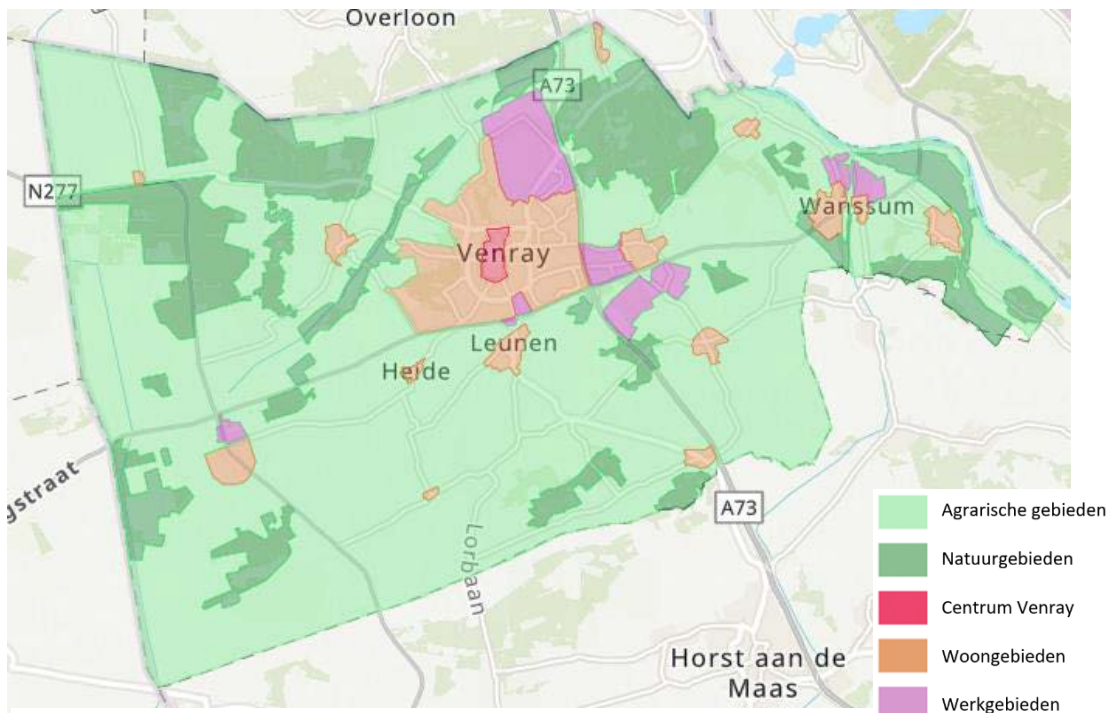 Overloon
A73
N277
Wanssum
Venray
Leunen
Heide
gstraat
Lorbaan
A73
Horst aan de
Maas
Agrarische gebieden
Natuurgebieden
Centrum Venray
Woongebieden
Werkgebieden